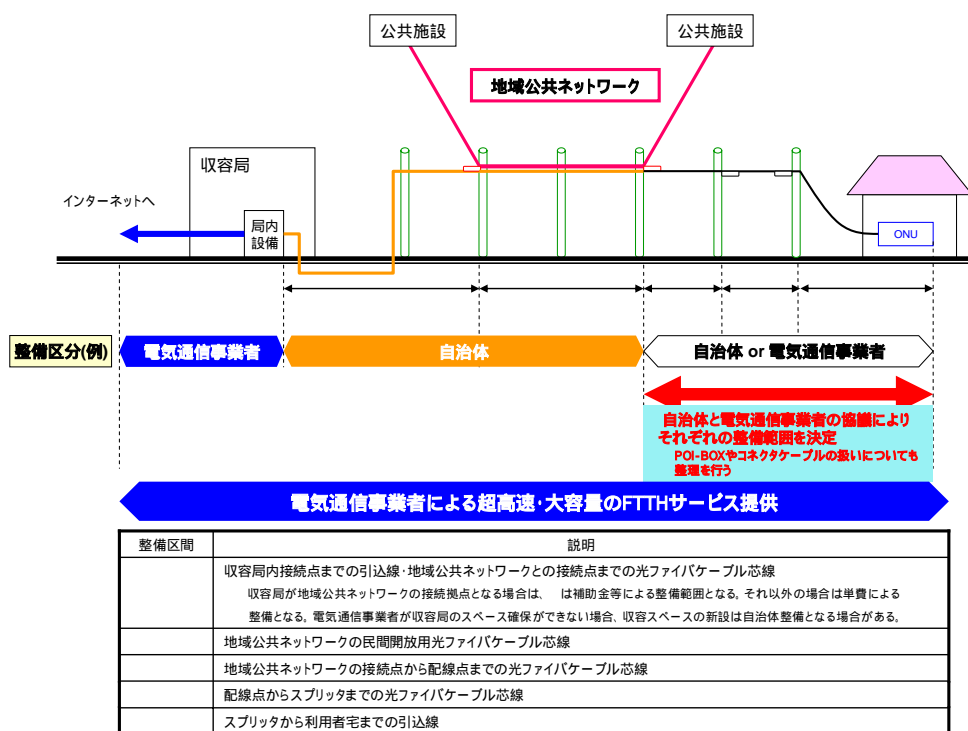 公共施設
公共施設
地域公共ネットワーク
収容局
インターネットへ
局内
設備
ONU
整備区分(例)
電気通信事業者
自治体
自治体 or 電気通信事業者
自治体と電気通信事業者の協議により
それぞれの整備範囲を決定
POI-BOXやコネクタケーブルの扱いについても
整理を行う
電気通信事業者による超高速・大容量のFTTHサービス提供
整備区間
説明
収容局内接続点までの引込線・地域公共ネットワークとの接続点までの光ファイバケーブル芯線
収容局が地域公共ネットワークの接続拠点となる場合は、 は補助金等による整備範囲となる。それ以外の場合は単費による
整備となる。電気通信事業者が収容局のスペース確保ができない場合、収容スペースの新設は自治体整備となる場合がある。
地域公共ネットワークの民間開放用光ファイバケーブル芯線
地域公共ネットワークの接続点から配線点までの光ファイバケーブル芯線
配線点からスプリッタまでの光ファイバケーブル芯線
スプリッタから利用者宅までの引込線